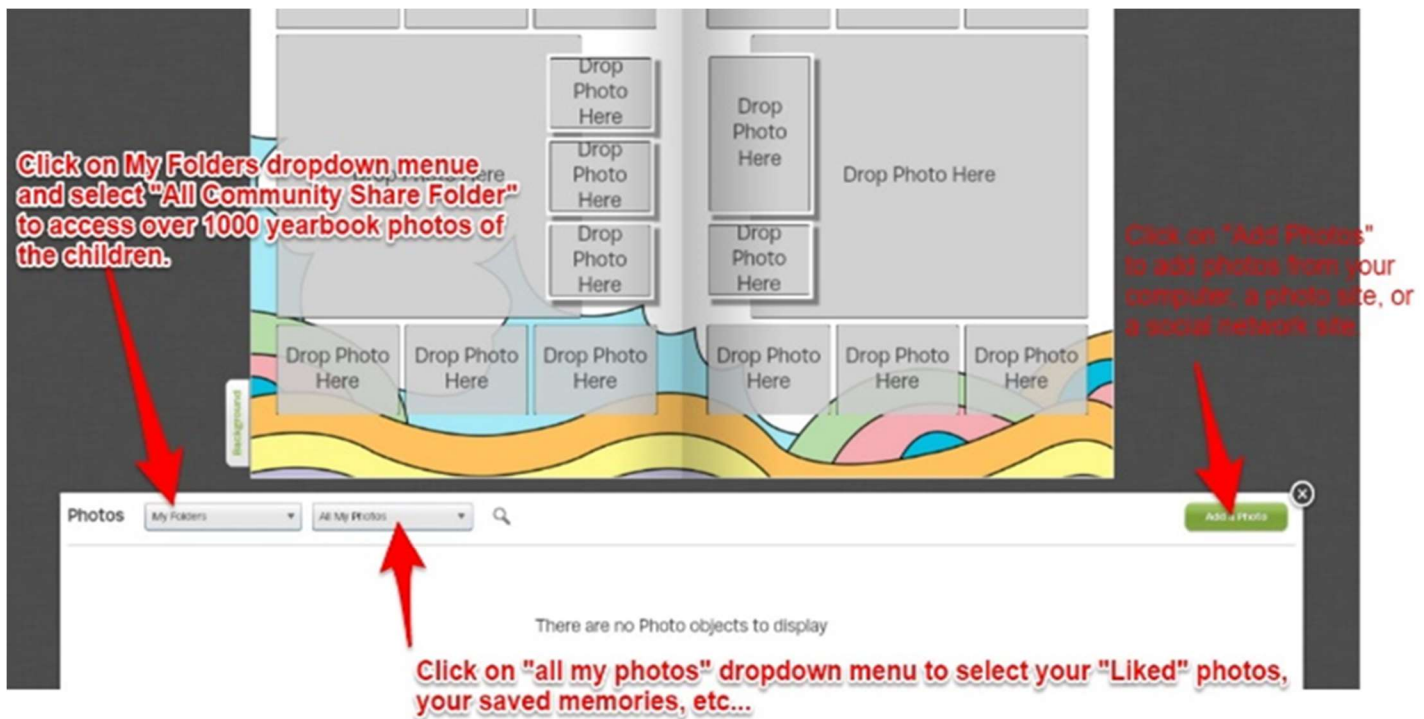 Drop
Photo
Here
Drop
Photo
Here
Click on My Folders dropdown menue
and select "All Community Share Folder"
to access over 1000 yearbook photos of
the children.
Drop Photo Here
Drop
Photo
Here
Drop Photo Here
Drop
Photo
Here
Drop
Photo
Here
Click on "Add Photos"
to add photos from your
computer, a photo site, or
a social network site
Drop Photo
Here
Drop Photo
Here
Drop Photo
Here
Drop Photo
Here
Drop Photo
Here
Drop Photo
Here
Background
Photos
My Folders
All My Photos
Add a Photo
There are no Photo objects to display
Click on "all my photos" dropdown menu to select your "Liked" photos,
your saved memories, etc...